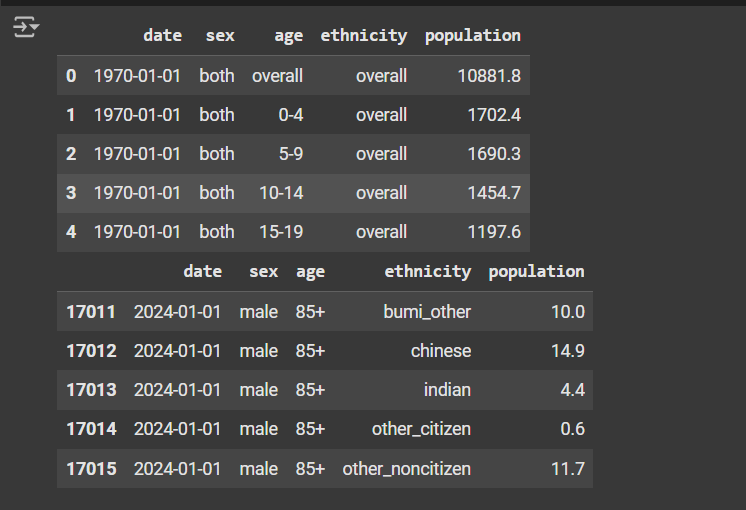 date sex age ethnicity population
0 1970-01-01 both overall overall 10881.8
1 1970-01-01 both 0-4 overall 1702.4
2 1970-01-01 both 5-9 overall 1690.3
3 1970-01-01 both 10-14 overall 1454.7
4 1970-01-01 both 15-19 overall 1197.6
date sex age ethnicity population
17011 2024-01-01 male 85+ bumi_other 10.0
17012 2024-01-01 male 85+ chinese 14.9
17013 2024-01-01 male 85+ indian 4.4
17014 2024-01-01 male 85+ other_citizen 0.6
17015 2024-01-01 male 85+ other_noncitizen 11.7